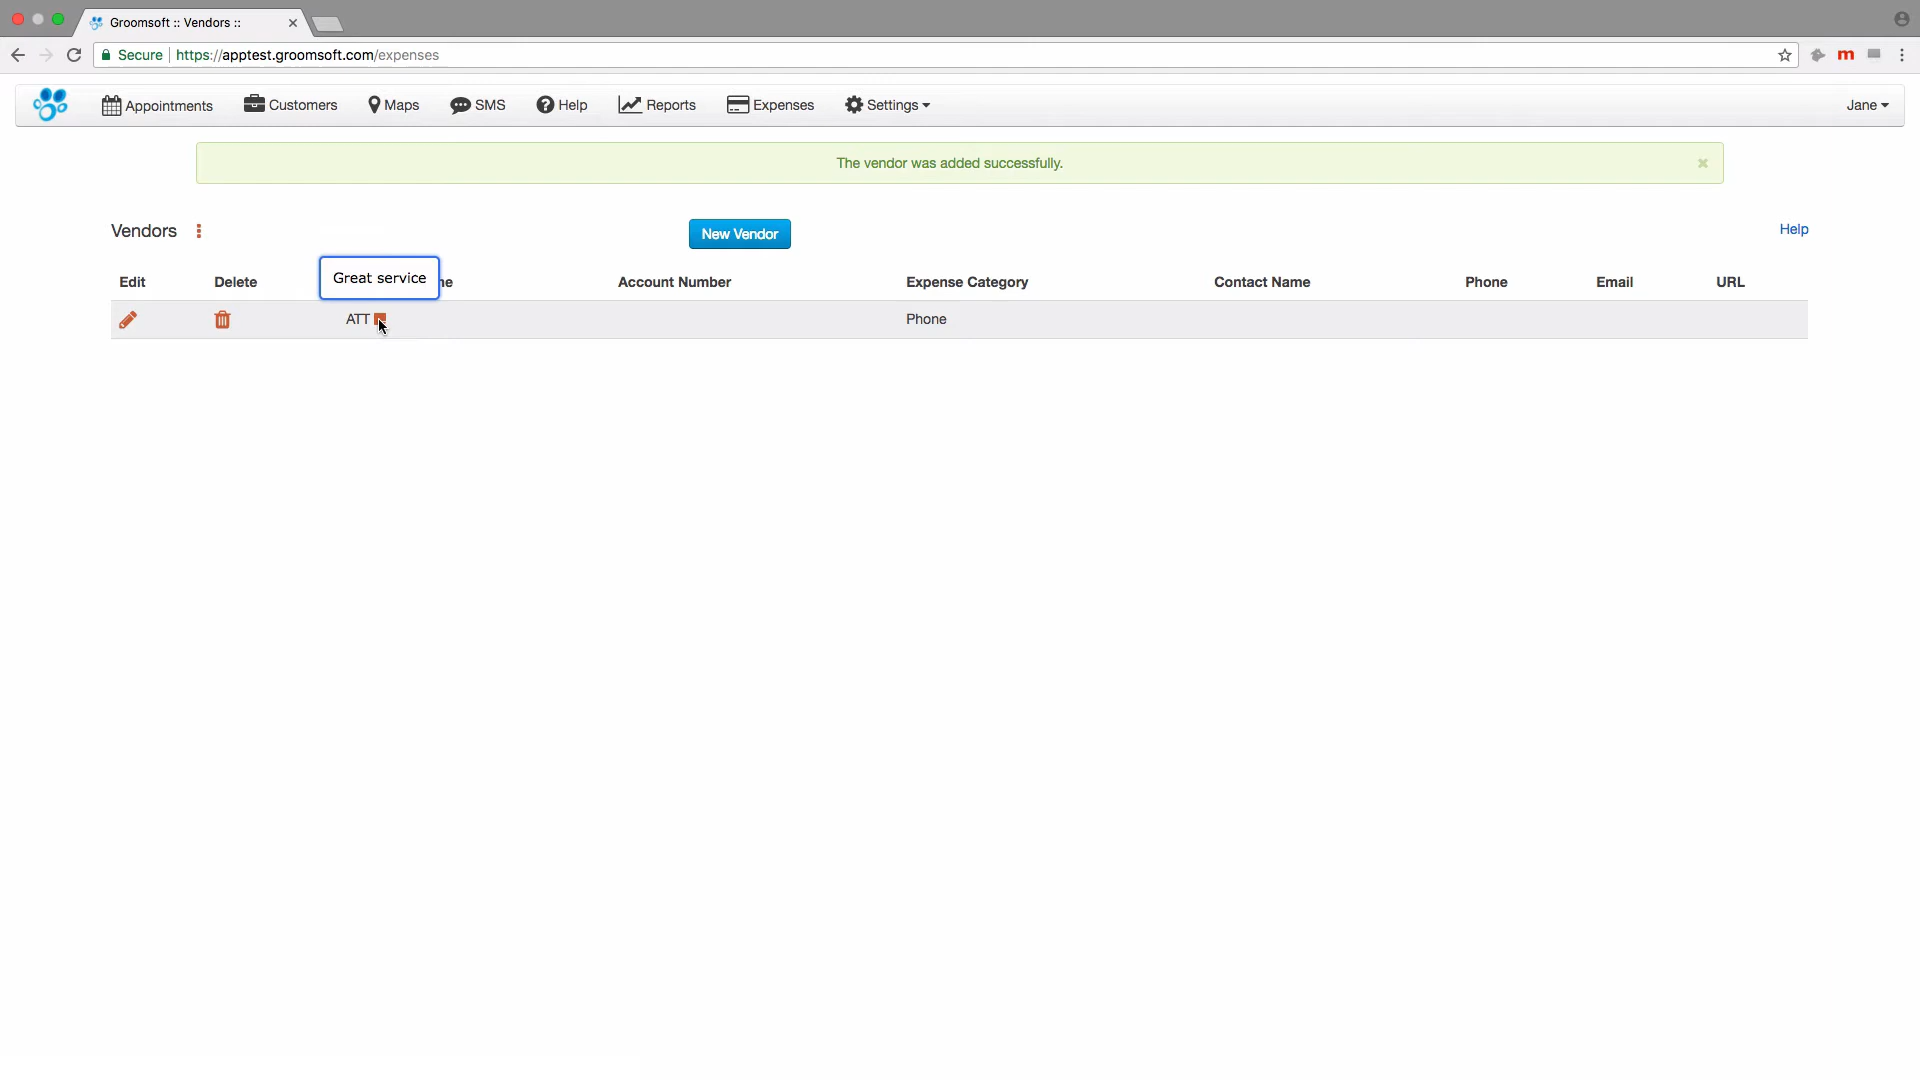 Groomsoft :: Vendors ::
Secure https://apptest.groomsoft.com/expenses
m
Appointments Customers Maps SMS Help Reports Expenses Settings Jane
The vendor was added successfully.
Vendors New Vendor Help
Great service
Edit Delete Account Number Expense Category Contact Name Phone Email URL
ATT Phone